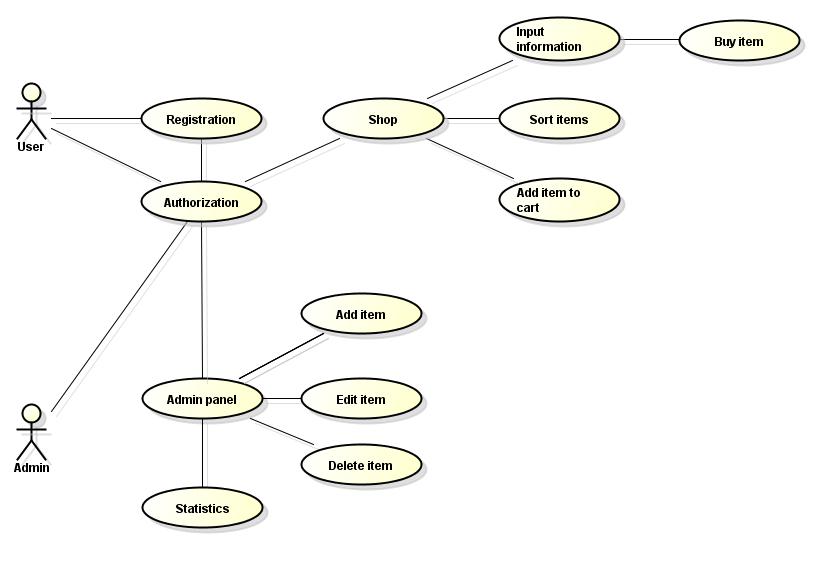 Input
information
Buy item
Registration
Shop
Sort items
User
Authorization
Add item to
cart
Add item
Admin panel
Edit item
Admin
Delete item
Statistics